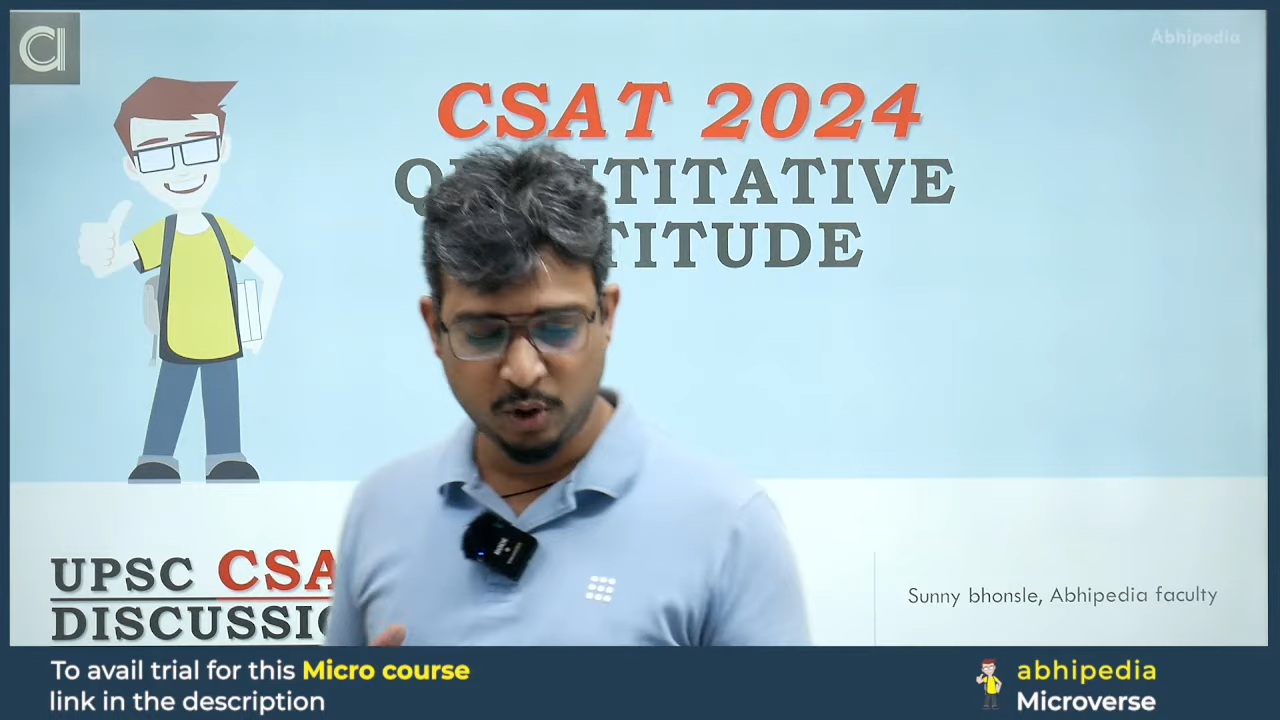 Abhipedia
CSAT 2024
TITATIVE
TITUDE
UPSC CSA
DISCUSSIO
Sunny bhonsle, Abhipedia faculty
To avail trial for this Micro course
link in the description
abhipedia
Microverse